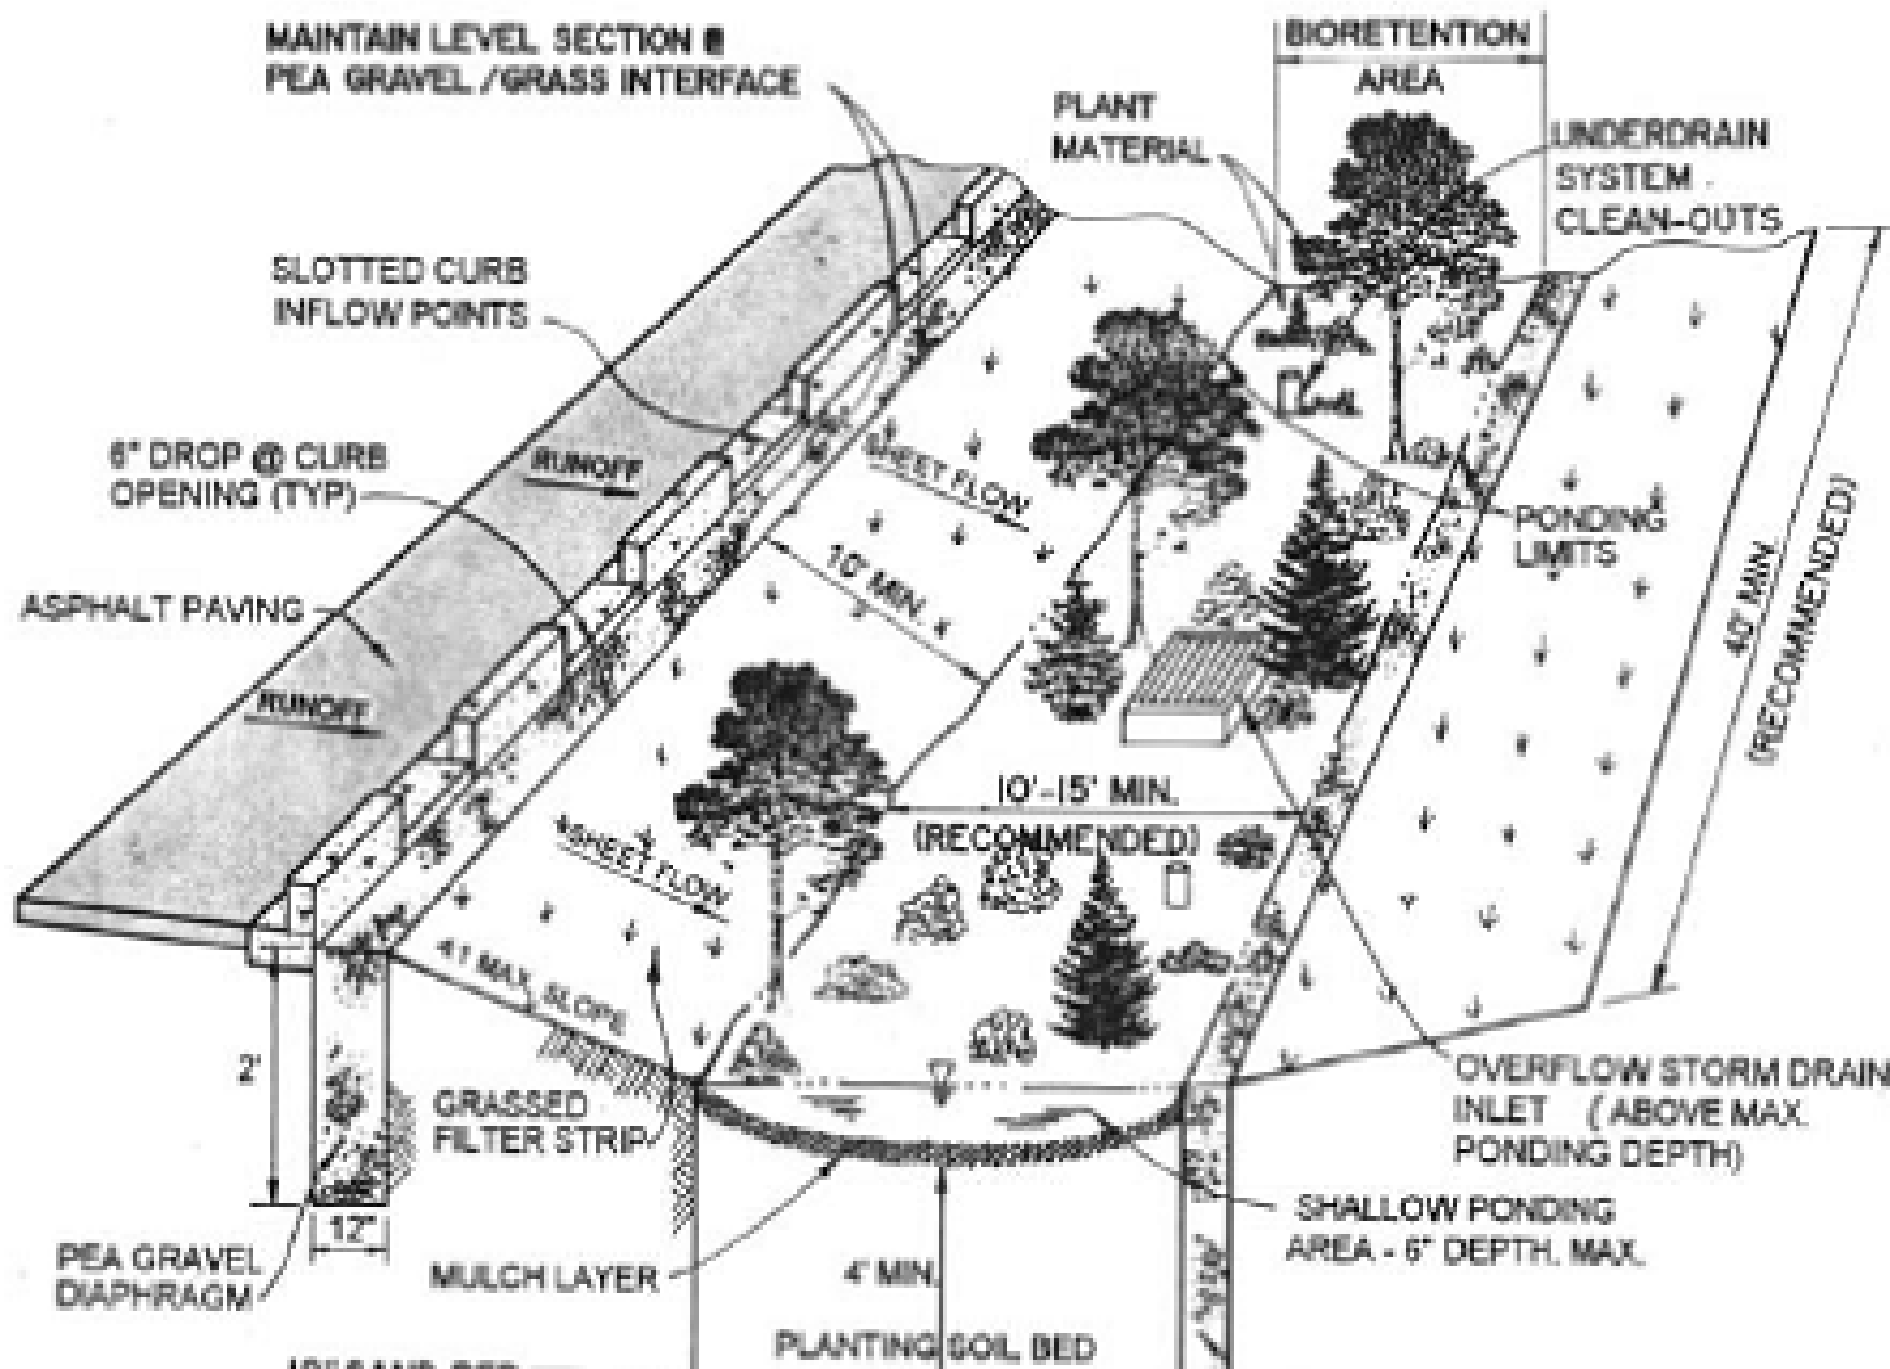 MAINTAIN LEVEL SECTION @
PEA GRAVEL / GRASS INTERFACE
BIORETENTION
AREA
PLANT
MATERIAL
UNDERDRAIN
SYSTEM
CLEAN-OUTS
SLOTTED CURB
INFLOW POINTS
6" DROP @ CURB
OPENING (TYP)
RUNOFF
SHEET FLOW
PONDING
LIMITS
ASPHALT PAVING
10' MIN.
40' MIN.
(RECOMMENDED)
RUNOFF
10'-15' MIN.
(RECOMMENDED)
SHEET FLOW
4:1 MAX. SLOPE
2'
GRASSED
FILTER STRIP
OVERFLOW STORM DRAIN
INLET (ABOVE MAX.
PONDING DEPTH)
12"
PEA GRAVEL
DIAPHRAGM
MULCH LAYER
4' MIN.
SHALLOW PONDING
AREA - 6" DEPTH. MAX.
PLANTING SOIL BED